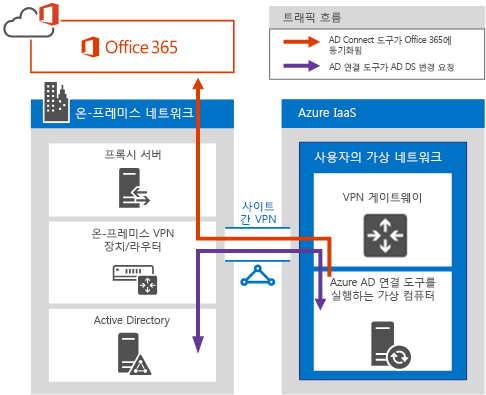 Office 365
트래픽 흐름
AD Connect 도구가 Office 365에
동기화됨
AD 연결 도구가 AD DS 변경 요청
온-프레미스 네트워크
프록시 서버
온-프레미스 VPN
장치/라우터
Active Directory
사이트
간 VPN
Azure IaaS
사용자의 가상 네트워크
VPN 게이트웨이
Azure AD 연결 도구를
실행하는 가상 컴퓨터